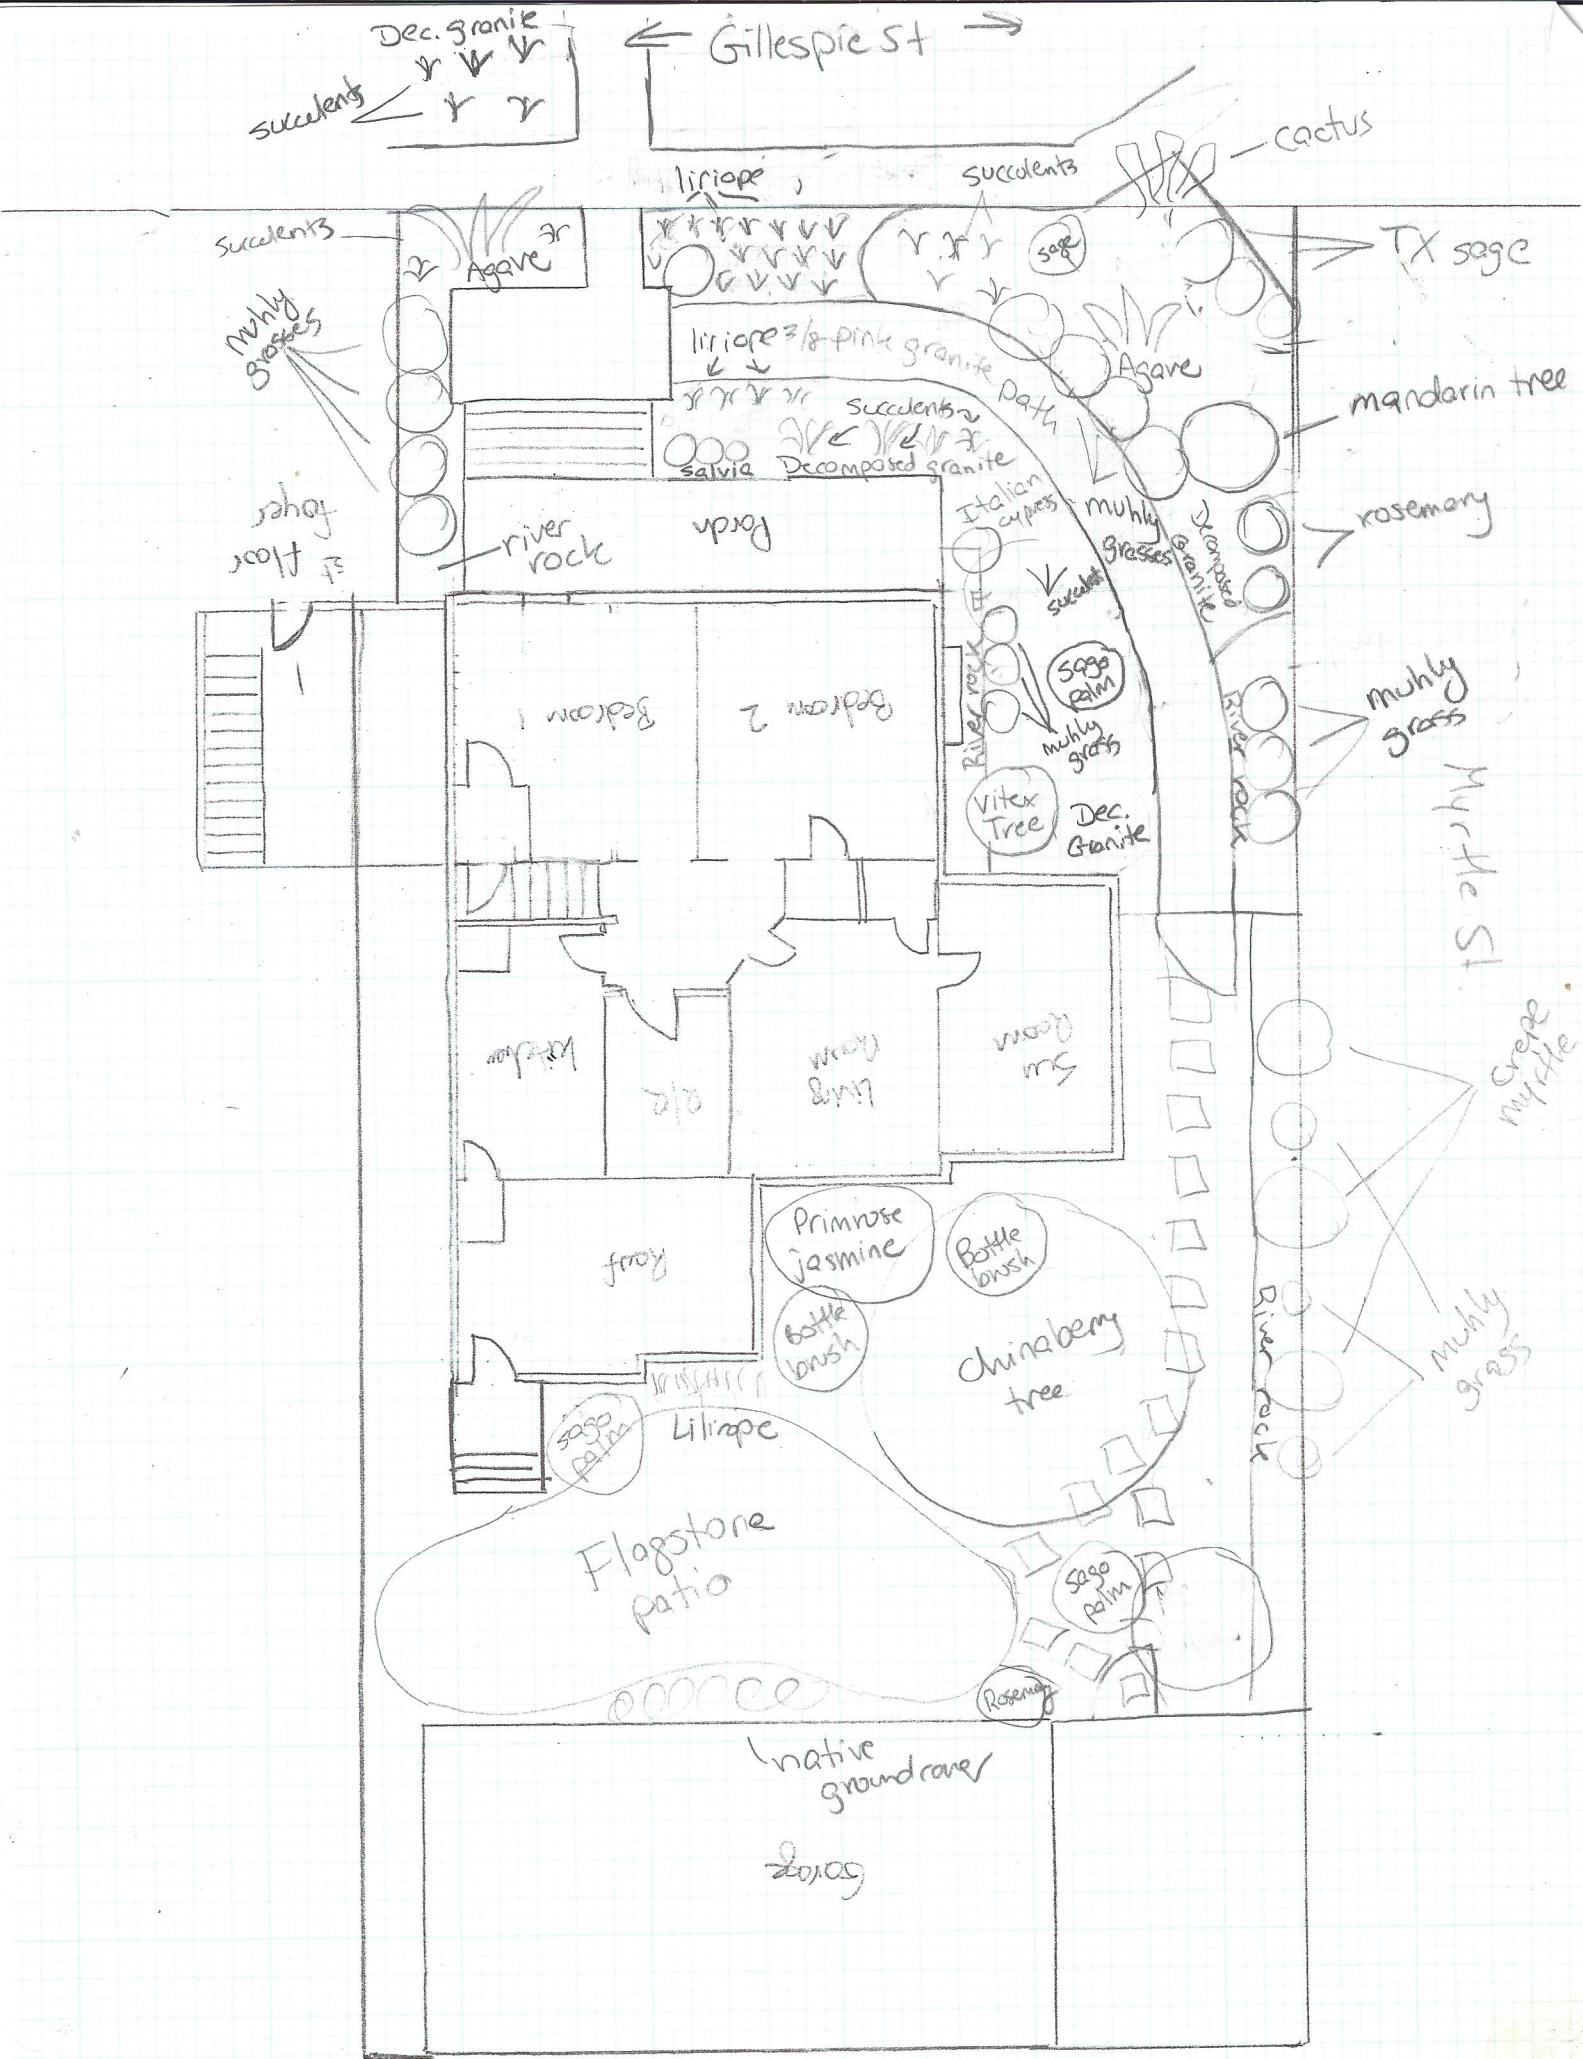 Dec. granite
← Gillespie St →
succulents
cactus
liriope
succulents
succulents
Agave
sage
TX sage
muhly
grasses
liriope 3/8 pink granite
Path
Agave
mandarin tree
succulents
salvia
Decomposed granite
Italian
cypress
muhly
grasses
Decomposed
Granite
rosemary
1st floor
foyer
river
rock
Porch
succulent
River rock
sago
palm
muhly
grass
muhly
grass
River rock
Bedroom 1
Bedroom 2
Vitex
Tree
Dec.
Granite
Myrtle St
kitchen
Living
Room
Sun
Room
crepe
myrtle
Primrose
jasmine
Bottle
brush
Bottle
brush
chinaberry
tree
River rock
muhly
grass
sago
palm
Liliope
Flagstone
patio
sago
palm
Rosemary
native
groundcover
Garage